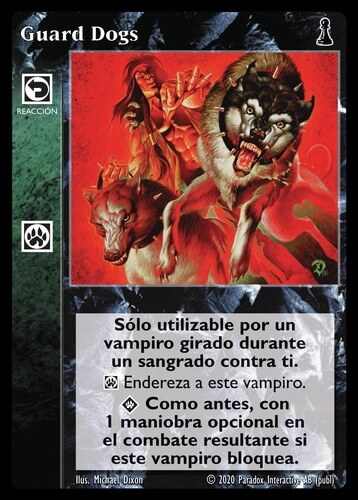 Guard Dogs
REACCIÓN
Sólo utilizable por un
vampiro girado durante
un sangrado contra ti.
Endereza a este vampiro.
Como antes, con
1 maniobra opcional en
el combate resultante si
este vampiro bloquea.
Ilus. Michael Dixon
© 2020 Paradox Interactive AB (publ)